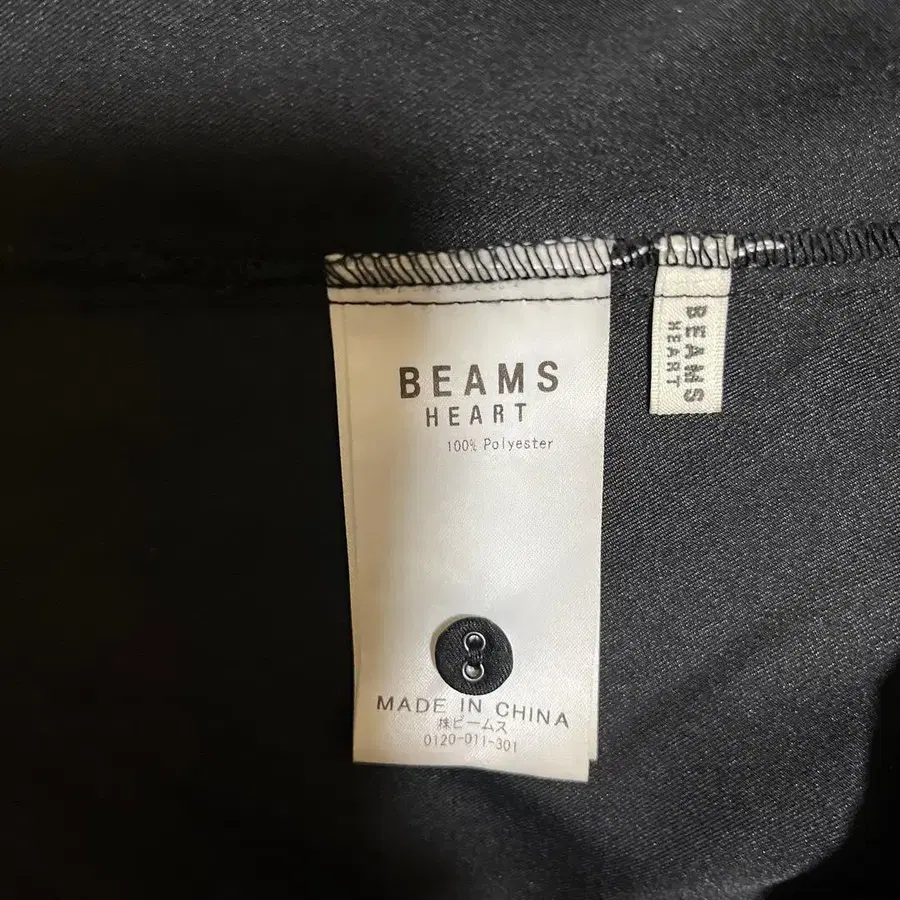 BEAMS
HEART
100% Polyester
MADE IN CHINA
㈱ビームス
0120-011-301
BEAMS
HEART